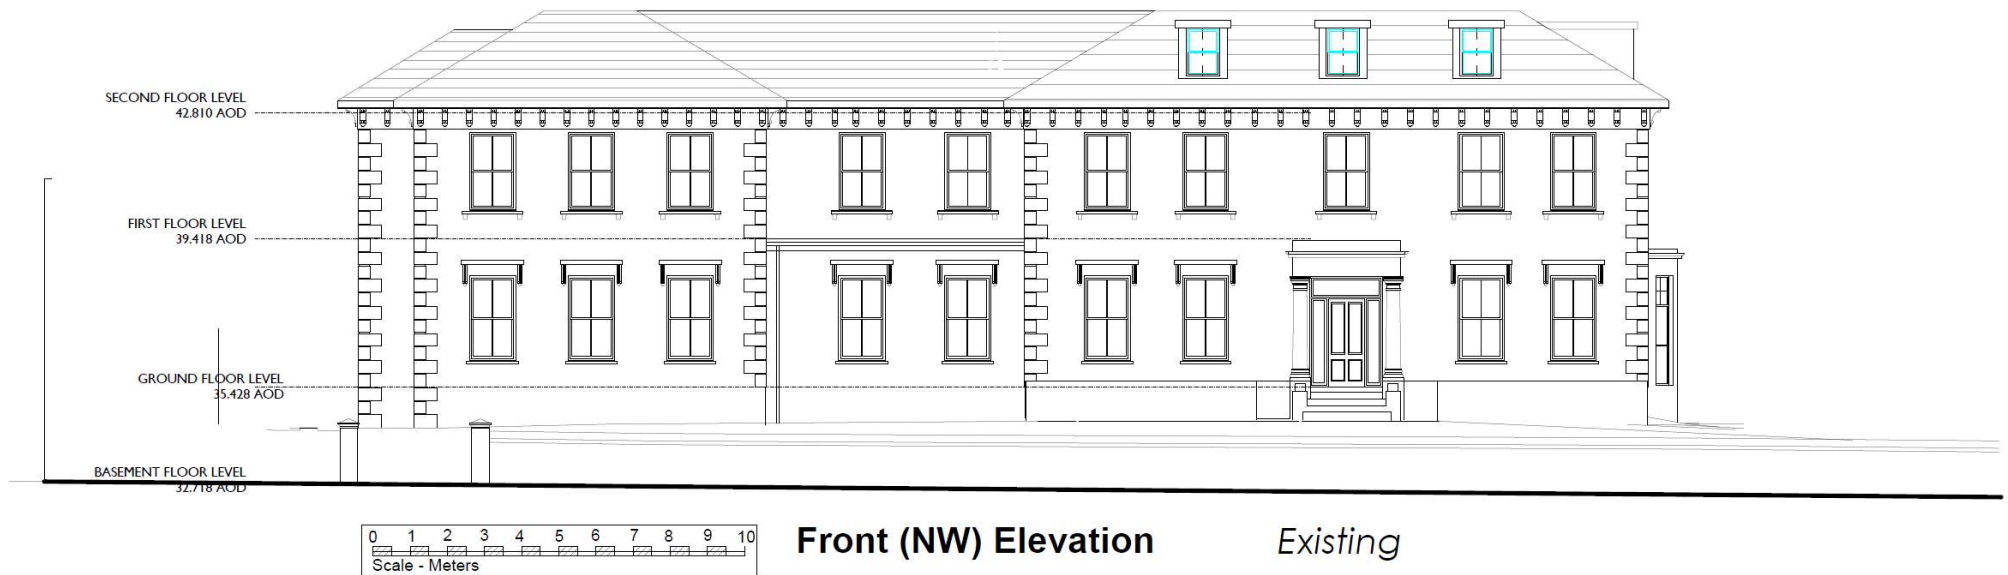 SECOND FLOOR LEVEL
42.810 AOD
FIRST FLOOR LEVEL
39.418 AOD
GROUND FLOOR LEVEL
35.428 AOD
BASEMENT FLOOR LEVEL
32.718 AOD
0 1 2 3 4 5 6 7 8 9 10
Scale - Meters
Front (NW) Elevation Existing